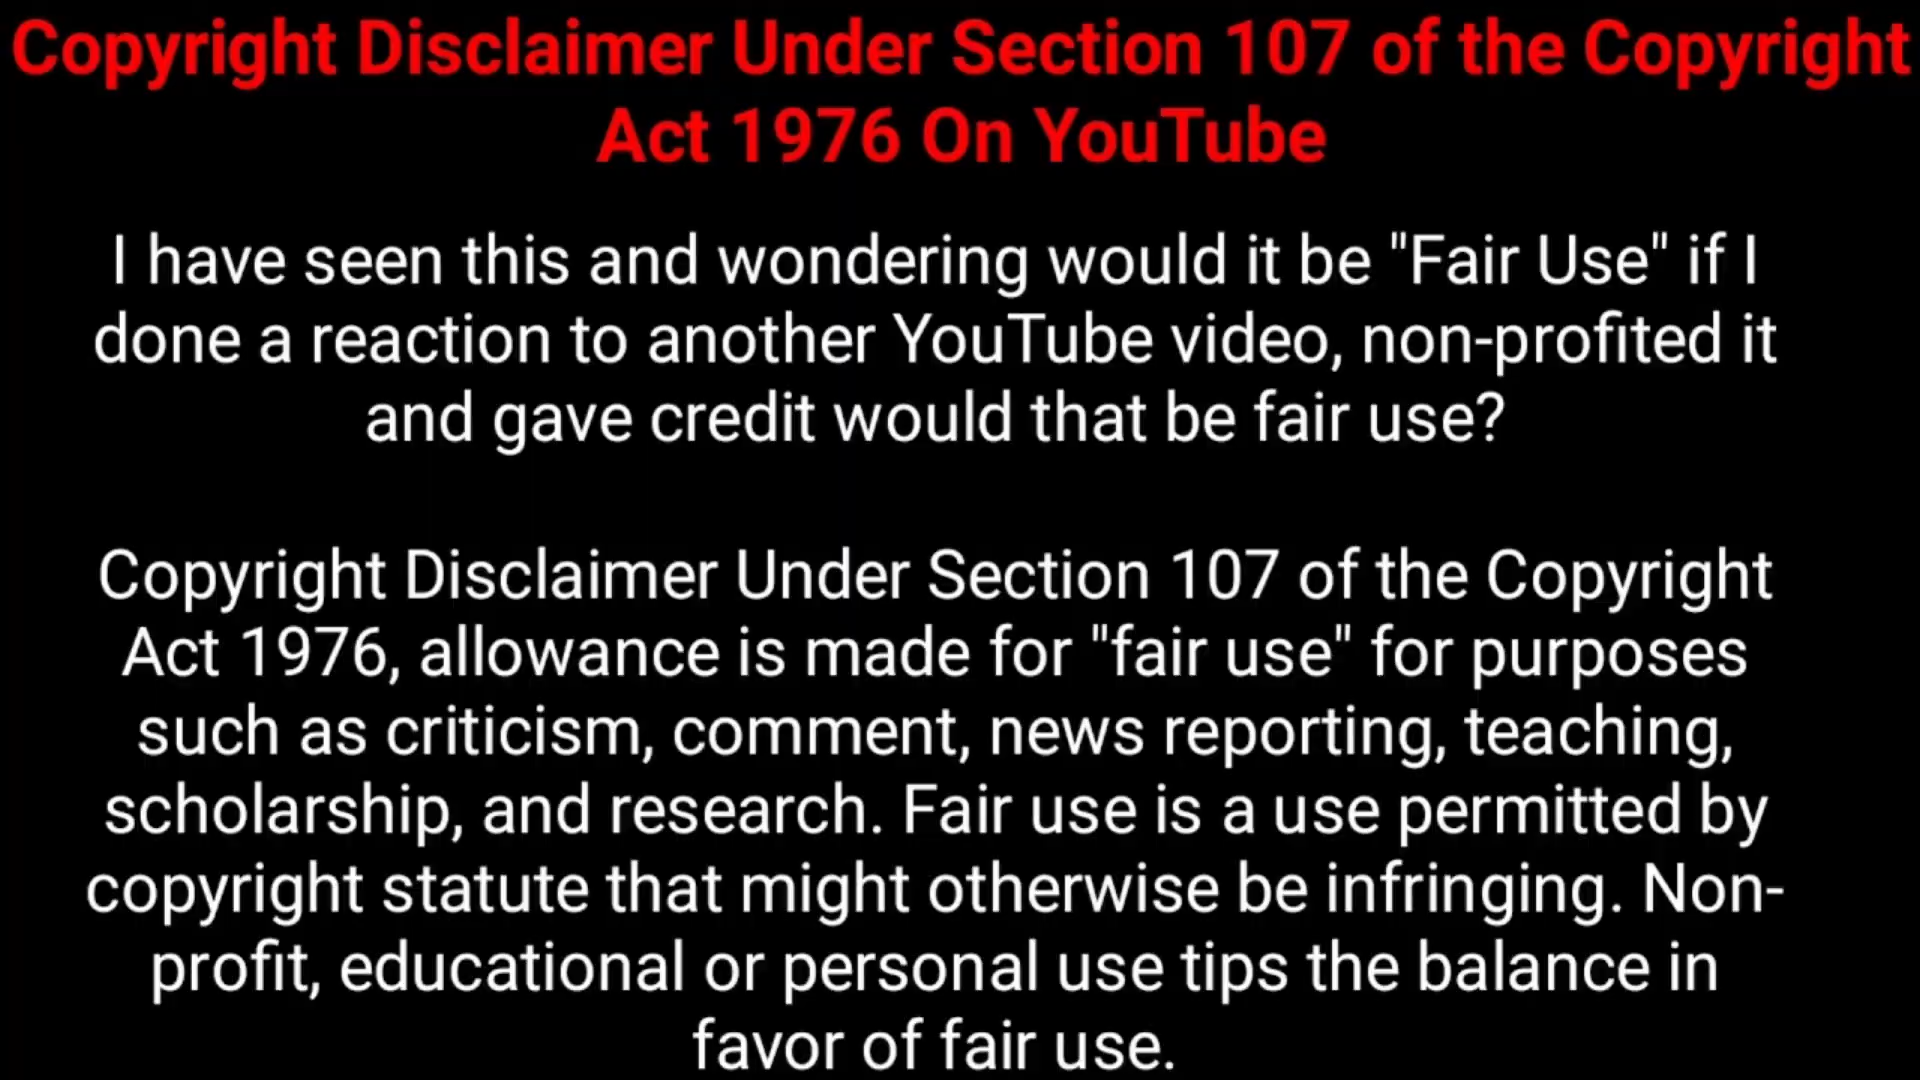 Copyright Disclaimer Under Section 107 of the Copyright
Act 1976 On YouTube
I have seen this and wondering would it be "Fair Use" if I
done a reaction to another YouTube video, non-profited it
and gave credit would that be fair use?
Copyright Disclaimer Under Section 107 of the Copyright
Act 1976, allowance is made for "fair use" for purposes
such as criticism, comment, news reporting, teaching,
scholarship, and research. Fair use is a use permitted by
copyright statute that might otherwise be infringing. Non-
profit, educational or personal use tips the balance in
favor of fair use.